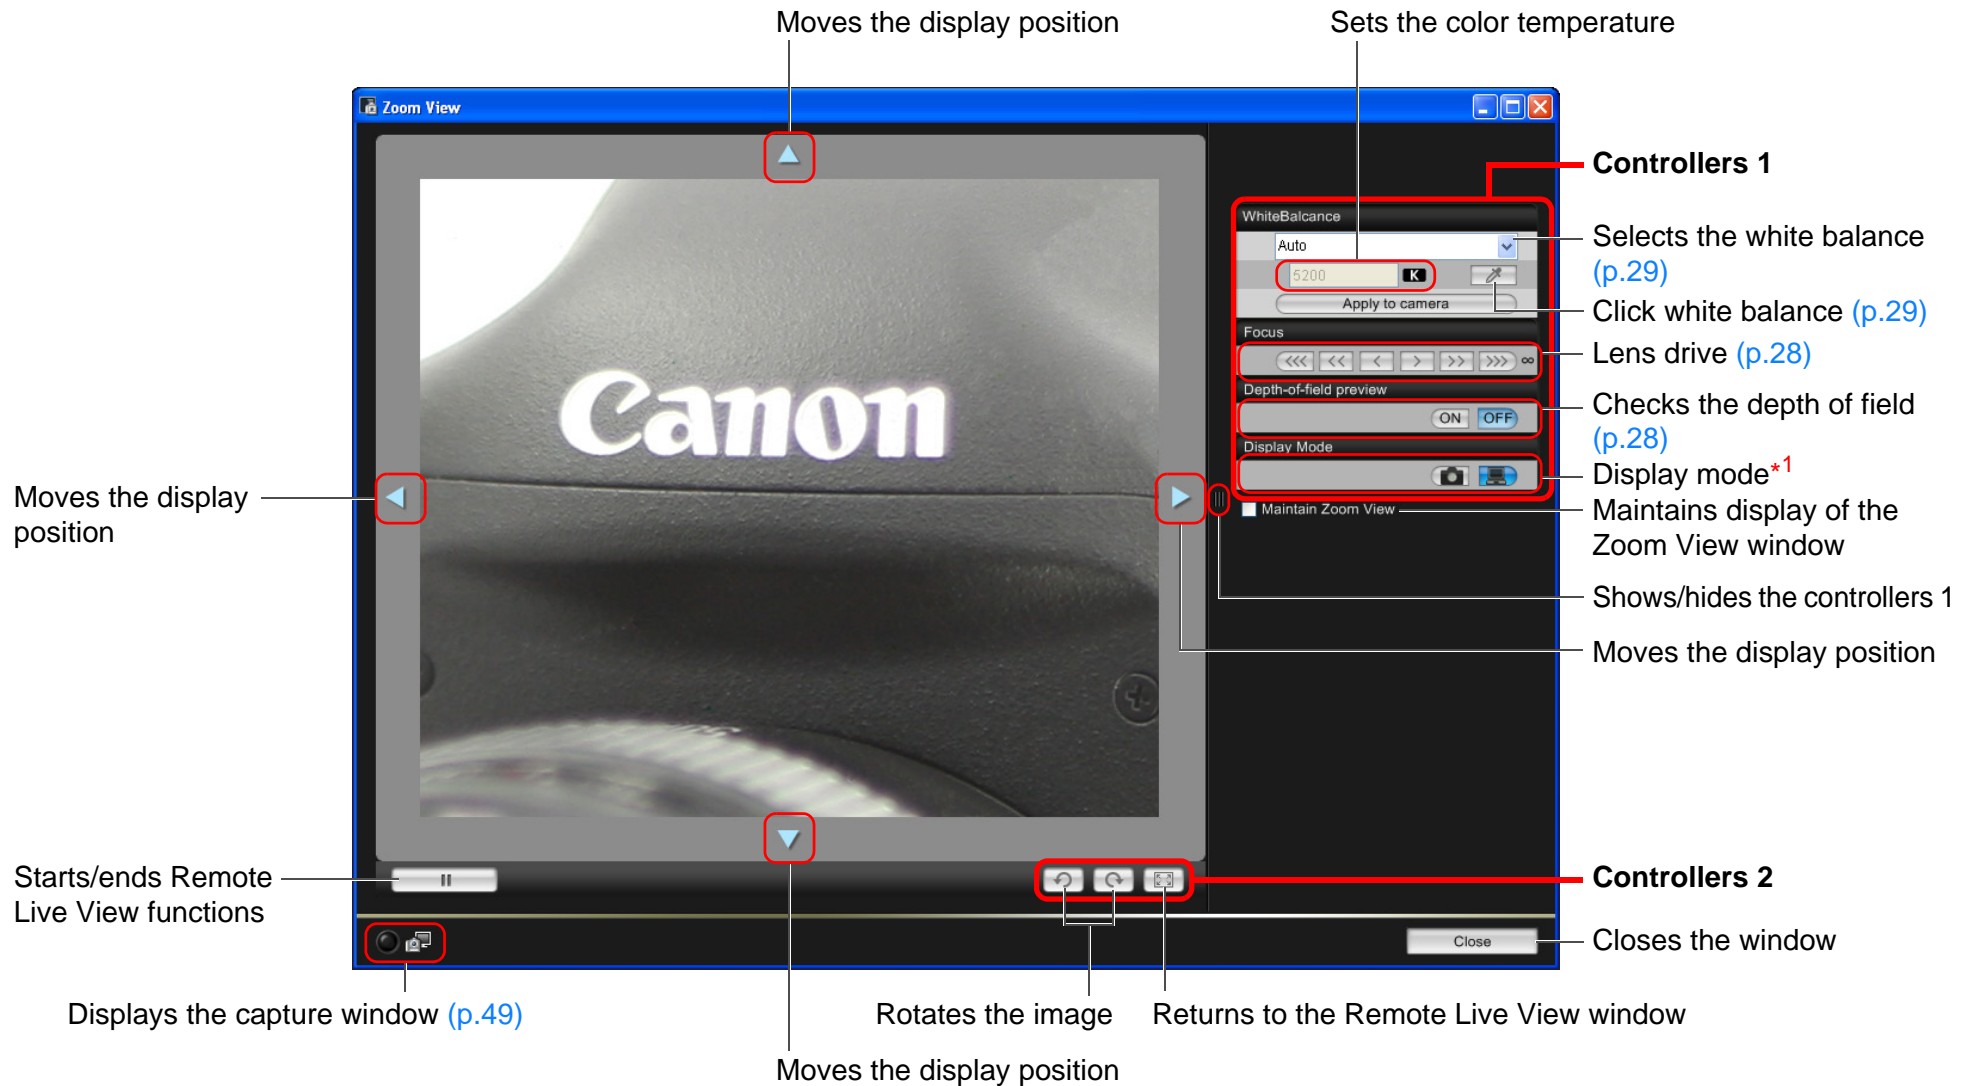 Moves the display position
Sets the color temperature
Zoom View
Controllers 1
WhiteBalcance
Auto
5200 K
Apply to camera
Selects the white balance
(p.29)
Click white balance (p.29)
Focus
<<< << < > >> >>> ∞
Lens drive (p.28)
Depth-of-field preview
ON OFF
Checks the depth of field
(p.28)
Display Mode
Display mode*1
Maintain Zoom View
Maintains display of the
Zoom View window
Shows/hides the controllers 1
Moves the display position
Canon
Moves the display
position
Starts/ends Remote
Live View functions
Controllers 2
Close
Closes the window
Displays the capture window (p.49)
Rotates the image
Returns to the Remote Live View window
Moves the display position